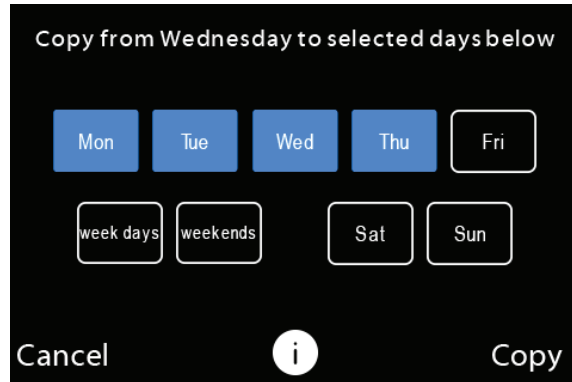 Copy from Wednesday to selected days below
Mon Tue Wed Thu Fri
week days weekends Sat Sun
Cancel i Copy